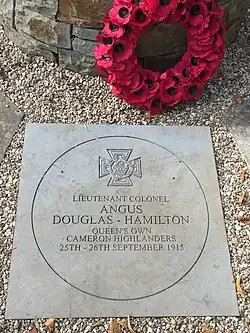 LIEUTENANT COLONEL
ANGUS
DOUGLAS - HAMILTON
QUEEN'S OWN
CAMERON HIGHLANDERS
25TH - 26TH SEPTEMBER 1915